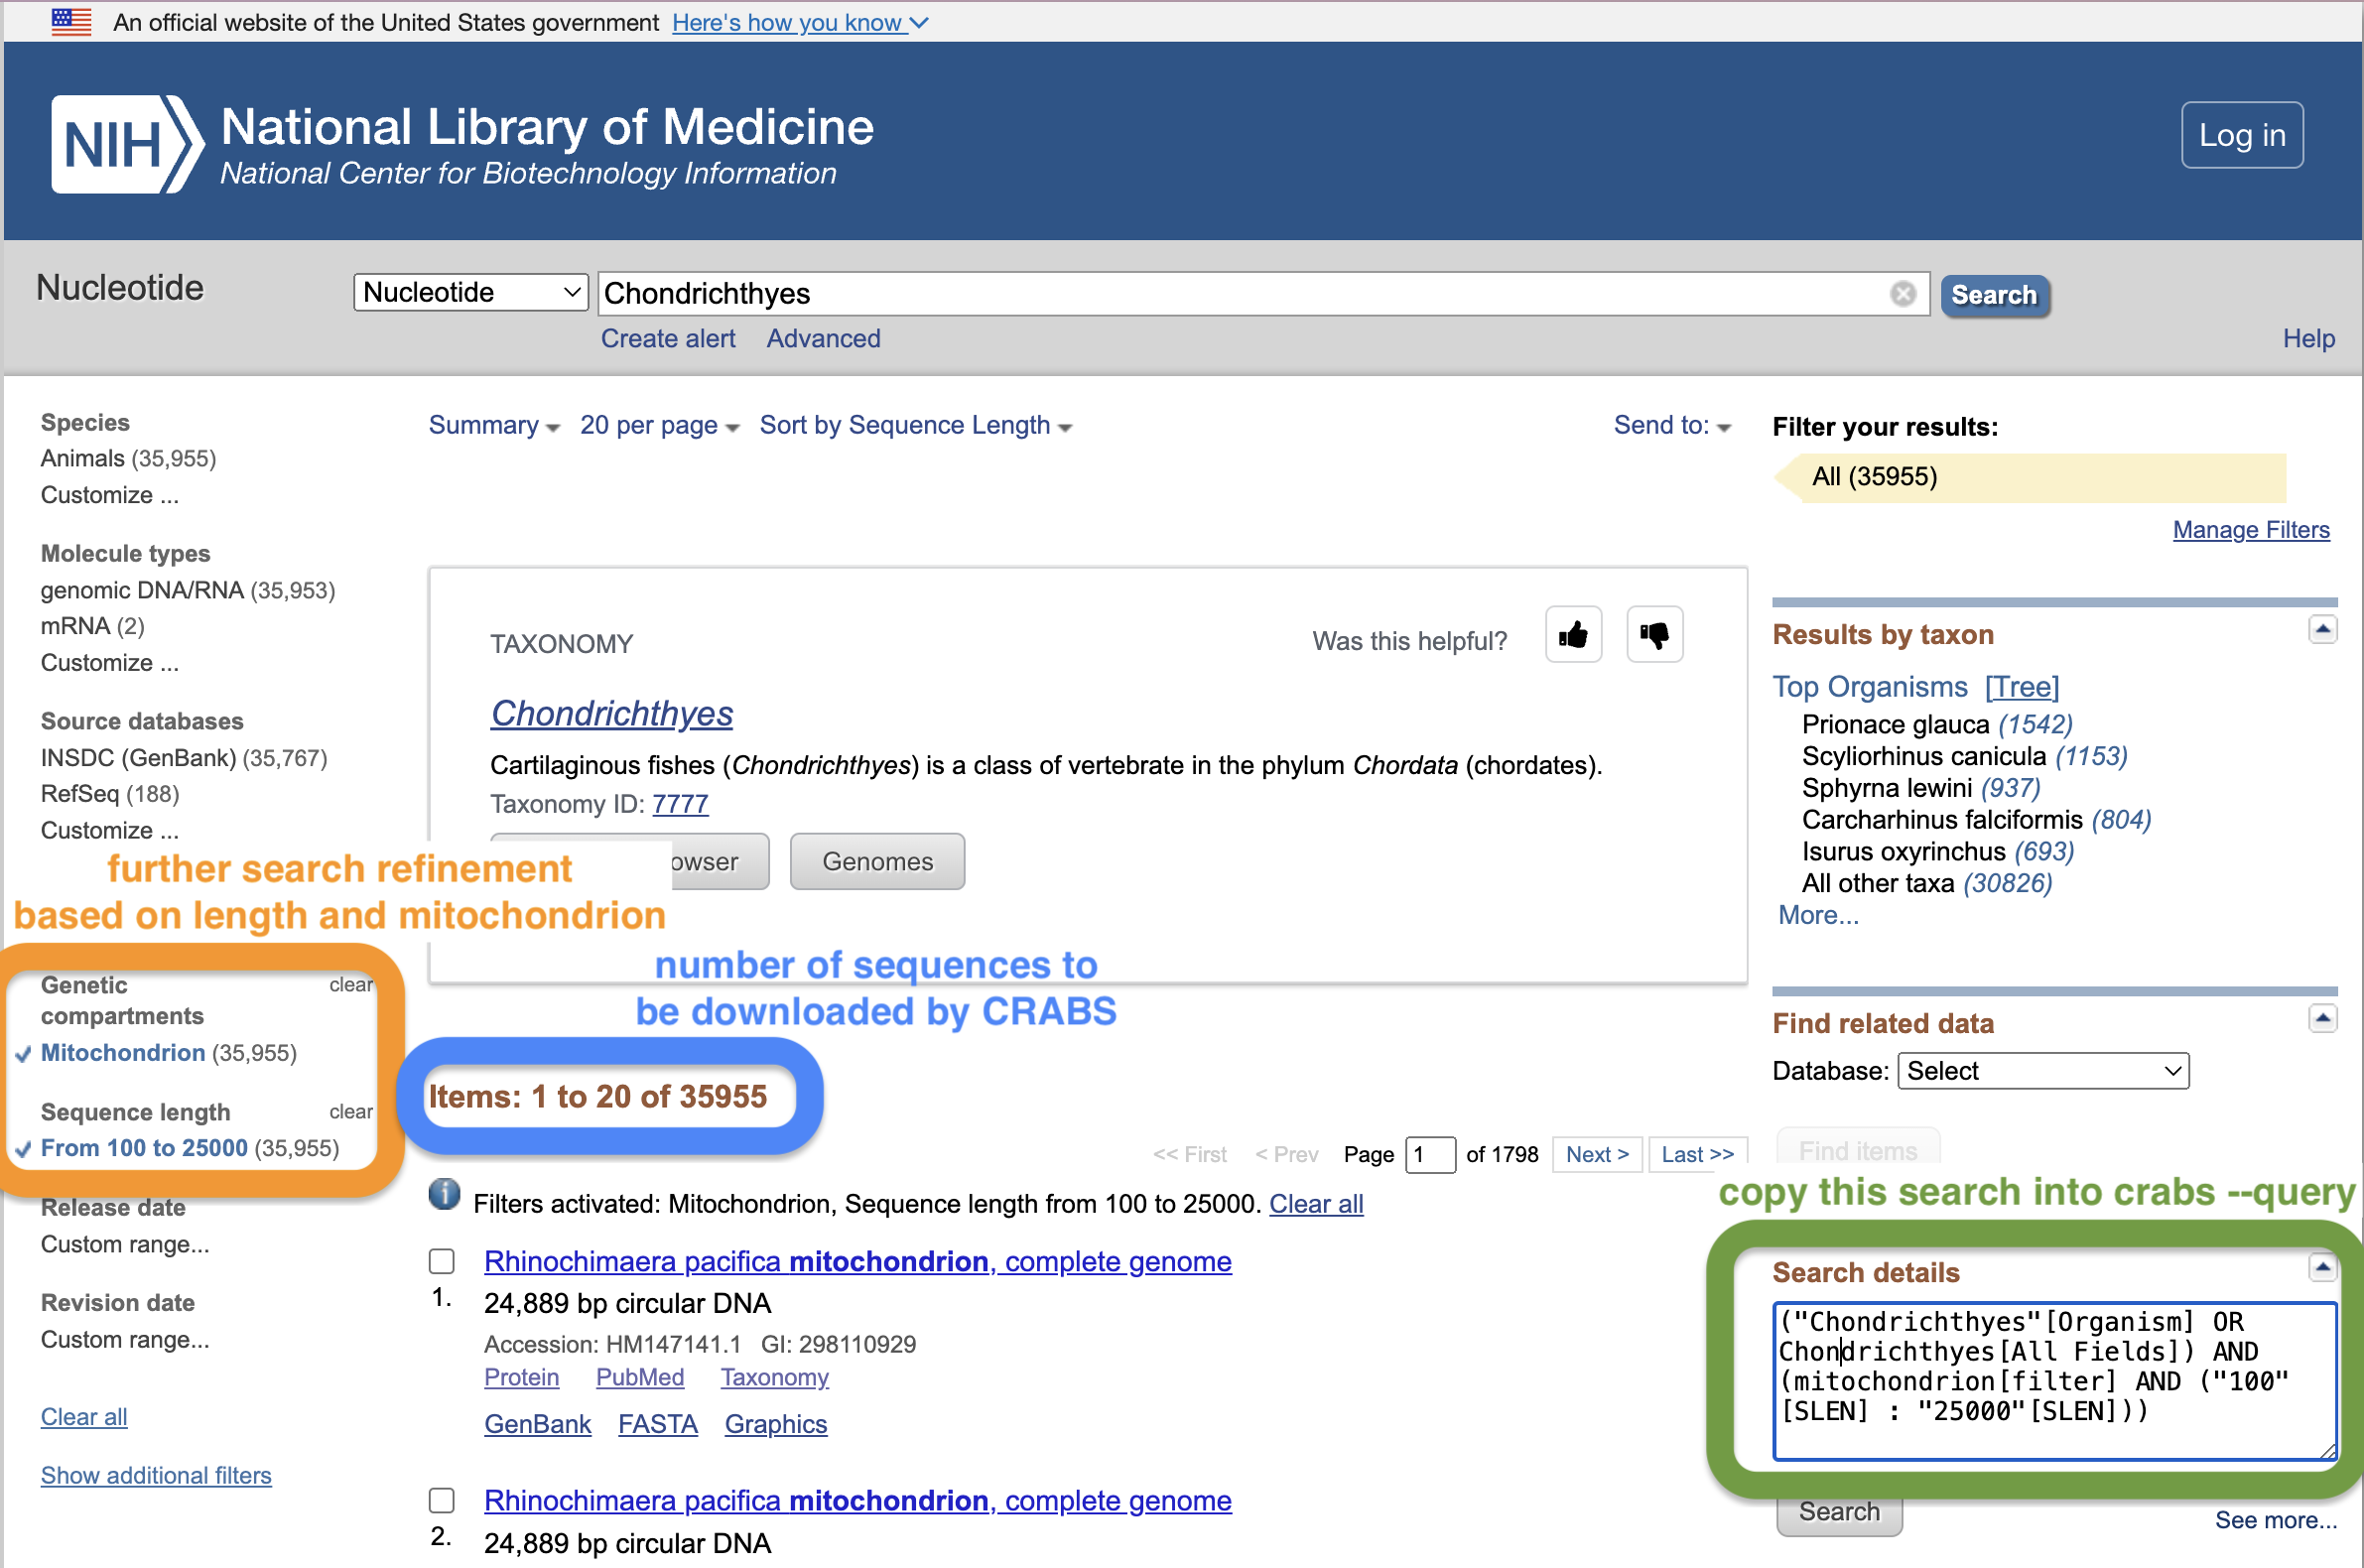 An official website of the United States government Here's how you know
NIH
National Library of Medicine
National Center for Biotechnology Information
Log in
Nucleotide
Nucleotide
Chondrichthyes
Search
Create alert Advanced
Help
Species
Animals (35,955)
Customize ...
Molecule types
genomic DNA/RNA (35,953)
mRNA (2)
Customize ...
Source databases
INSDC (GenBank) (35,767)
RefSeq (188)
Customize ...
further search refinement
based on length and mitochondrion
Genetic compartments clear
Mitochondrion (35,955)
Sequence length clear
From 100 to 25000 (35,955)
Release date
Custom range...
Revision date
Custom range...
Clear all
Show additional filters
Summary 20 per page Sort by Sequence Length
Send to:
TAXONOMY
Was this helpful?
Chondrichthyes
Cartilaginous fishes (Chondrichthyes) is a class of vertebrate in the phylum Chordata (chordates).
Taxonomy ID: 7777
owser
Genomes
number of sequences to
be downloaded by CRABS
Items: 1 to 20 of 35955
<< First < Prev Page 1 of 1798 Next > Last >>
Filters activated: Mitochondrion, Sequence length from 100 to 25000. Clear all
Rhinochimaera pacifica mitochondrion, complete genome
1. 24,889 bp circular DNA
Accession: HM147141.1 GI: 298110929
Protein PubMed Taxonomy
GenBank FASTA Graphics
Rhinochimaera pacifica mitochondrion, complete genome
2. 24,889 bp circular DNA
Filter your results:
All (35955)
Manage Filters
Results by taxon
Top Organisms [Tree]
Prionace glauca (1542)
Scyliorhinus canicula (1153)
Sphyrna lewini (937)
Carcharhinus falciformis (804)
Isurus oxyrinchus (693)
All other taxa (30826)
More...
Find related data
Database: Select
Find items
copy this search into crabs --query
Search details
("Chondrichthyes"[Organism] OR
Chondrichthyes[All Fields]) AND
(mitochondrion[filter] AND ("100"
[SLEN] : "25000"[SLEN]))
Search
See more...